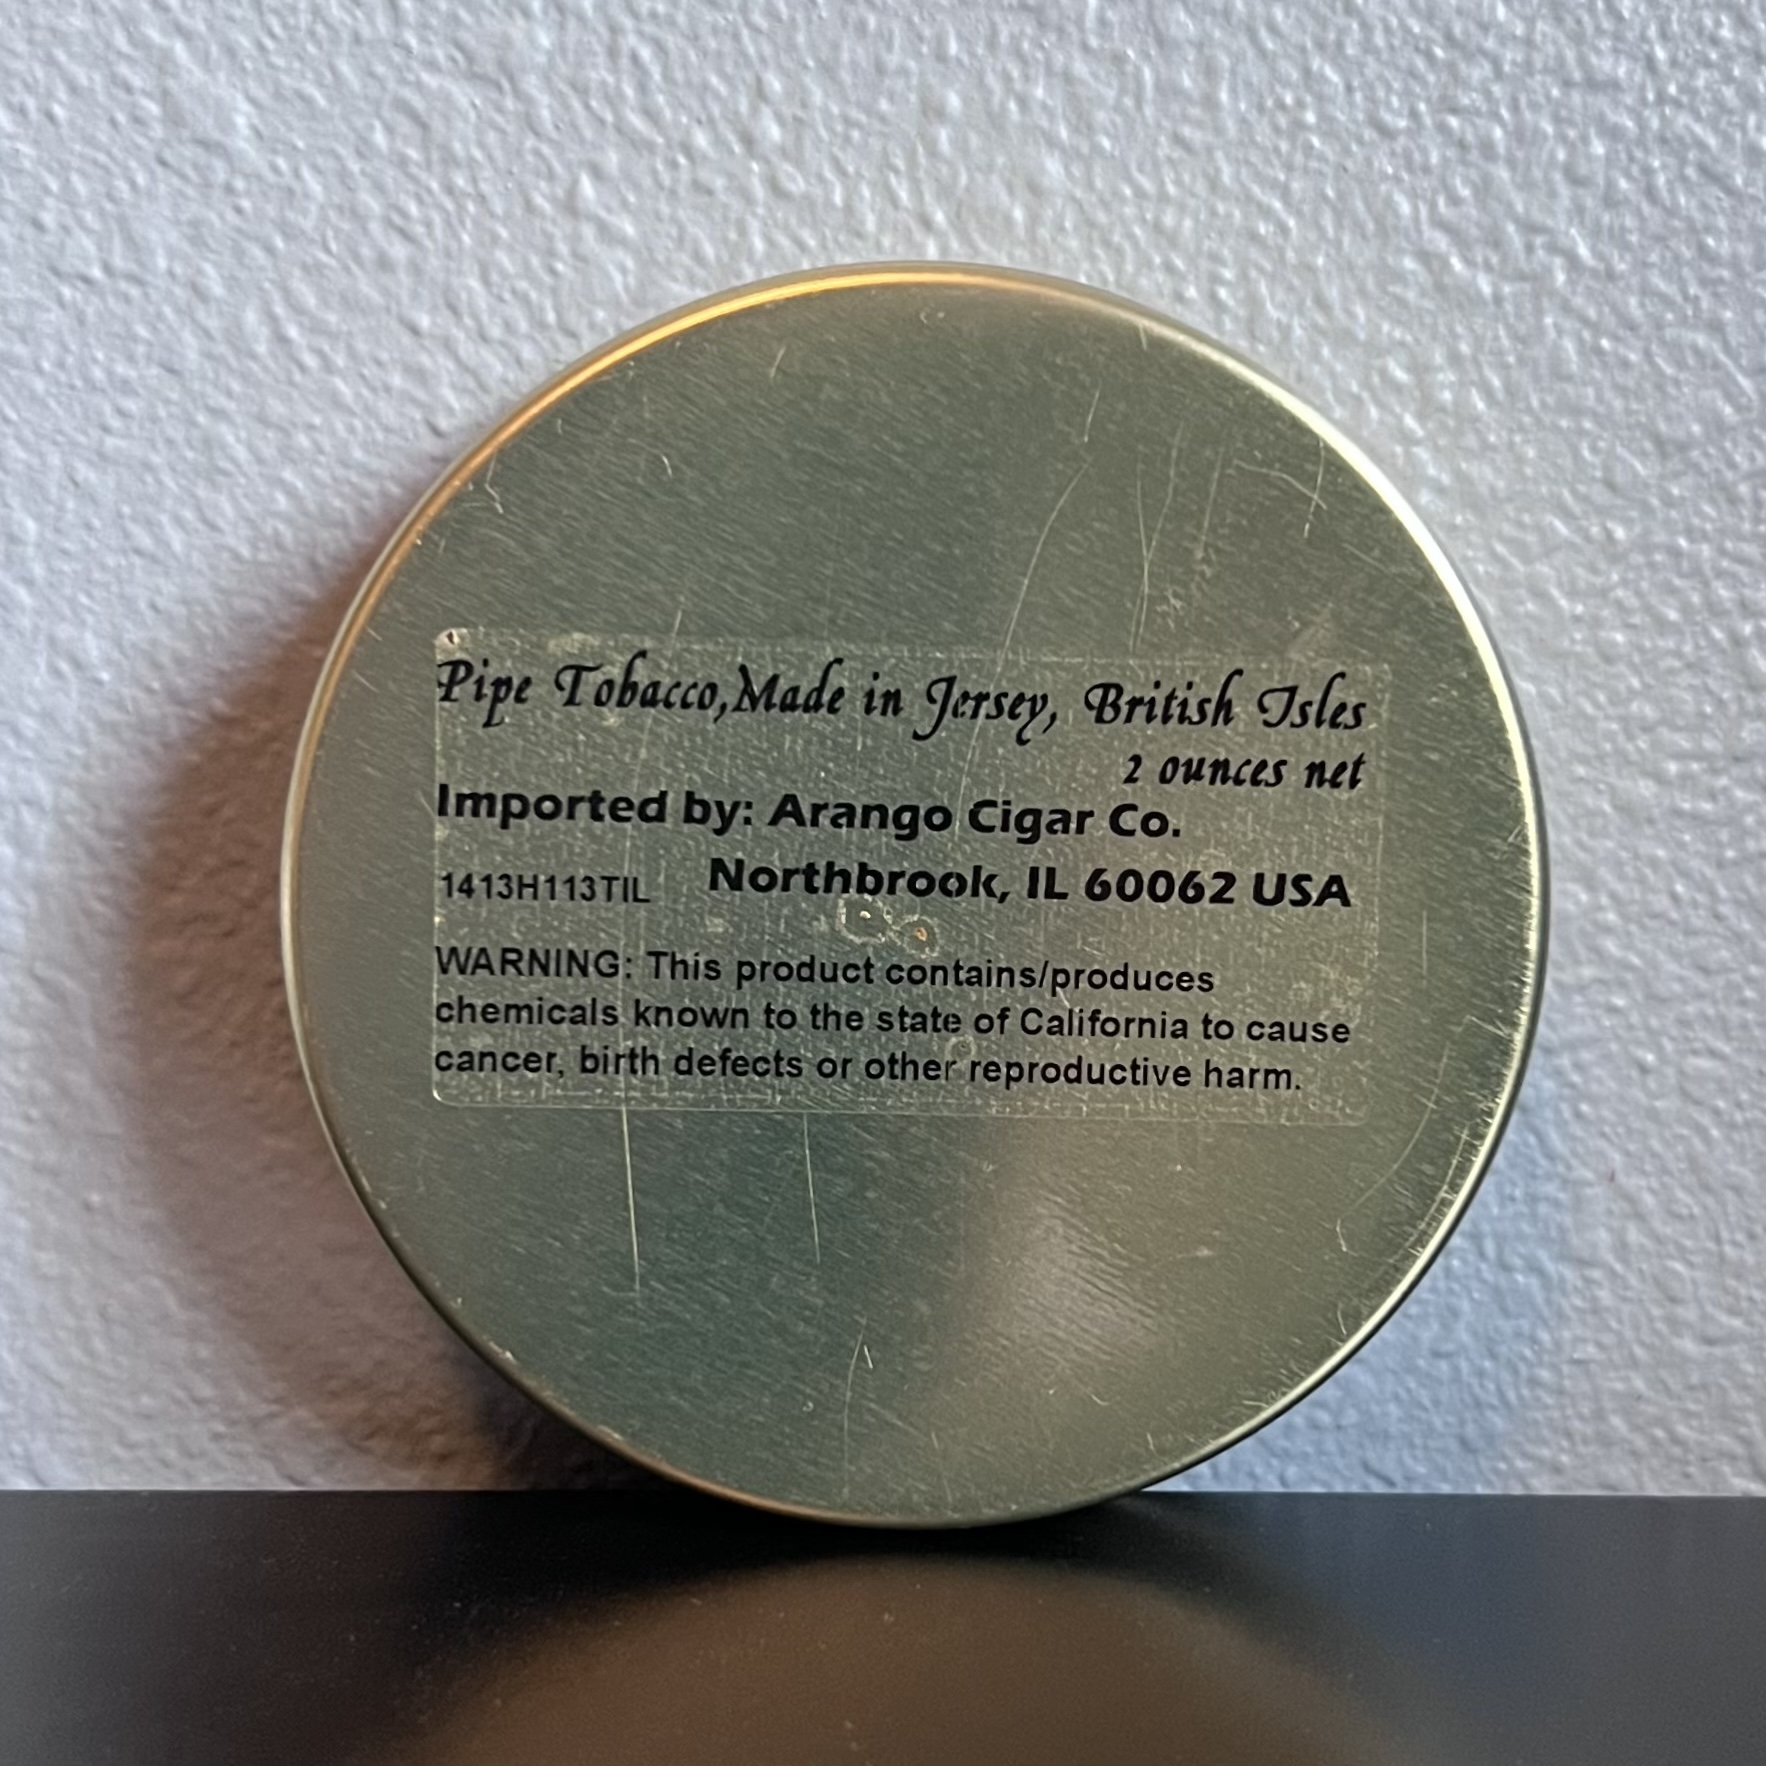 Pipe Tobacco,Made in Jersey, British Isles
2 ounces net
Imported by: Arango Cigar Co.
1413H113TIL Northbrook, IL 60062 USA
WARNING: This product contains/produces
chemicals known to the state of California to cause
cancer, birth defects or other reproductive harm.